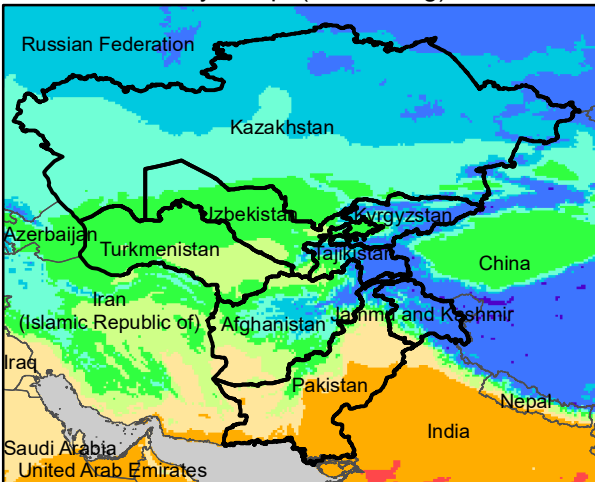 Russian Federation
Kazakhstan
Uzbekistan
Kyrgyzstan
Azerbaijan
Turkmenistan
Tajikistan
China
Iran
(Islamic Republic of)
Afghanistan
Jammu and Kashmir
Iraq
Pakistan
Nepal
India
Saudi Arabia
United Arab Emirates